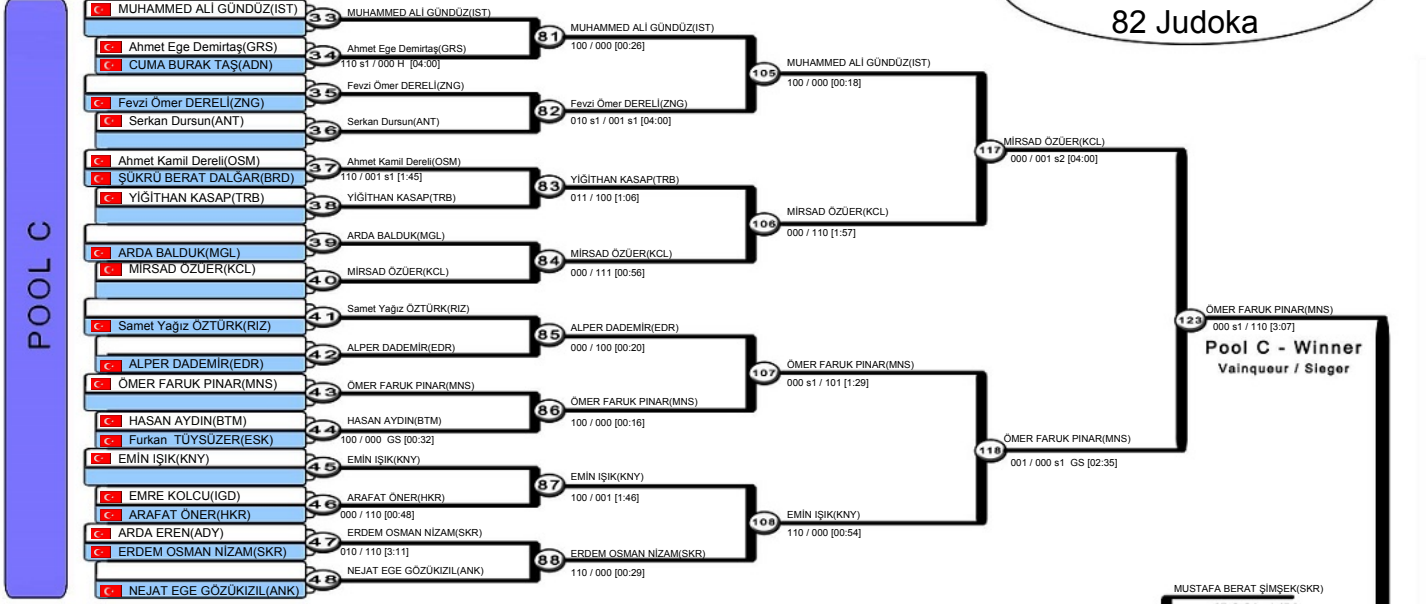 82 Judoka
POOL C
MUHAMMED ALİ GÜNDÜZ(IST)
Ahmet Ege Demirtaş(GRS)
CUMA BURAK TAŞ(ADN)
Fevzi Ömer DERELİ(ZNG)
Serkan Dursun(ANT)
Ahmet Kamil Dereli(OSM)
ŞÜKRÜ BERAT DALĞAR(BRD)
YİĞİTHAN KASAP(TRB)
ARDA BALDUK(MGL)
MİRSAD ÖZÜER(KCL)
Samet Yağız ÖZTÜRK(RIZ)
ALPER DADEMİR(EDR)
ÖMER FARUK PINAR(MNS)
HASAN AYDIN(BTM)
Furkan TÜYSÜZER(ESK)
EMİN IŞIK(KNY)
EMRE KOLCU(IGD)
ARAFAT ÖNER(HKR)
ARDA EREN(ADY)
ERDEM OSMAN NİZAM(SKR)
NEJAT EGE GÖZÜKIZIL(ANK)
33
MUHAMMED ALİ GÜNDÜZ(IST)
34
Ahmet Ege Demirtaş(GRS)
110 s1 / 000 H [04:00]
35
Fevzi Ömer DERELİ(ZNG)
36
Serkan Dursun(ANT)
37
Ahmet Kamil Dereli(OSM)
110 / 001 s1 [1:45]
38
YİĞİTHAN KASAP(TRB)
39
ARDA BALDUK(MGL)
40
MİRSAD ÖZÜER(KCL)
41
Samet Yağız ÖZTÜRK(RIZ)
42
ALPER DADEMİR(EDR)
43
ÖMER FARUK PINAR(MNS)
44
HASAN AYDIN(BTM)
100 / 000 GS [00:32]
45
EMİN IŞIK(KNY)
46
ARAFAT ÖNER(HKR)
000 / 110 [00:48]
47
ERDEM OSMAN NİZAM(SKR)
010 / 110 [3:11]
48
NEJAT EGE GÖZÜKIZIL(ANK)
81
MUHAMMED ALİ GÜNDÜZ(IST)
100 / 000 [00:26]
82
Fevzi Ömer DERELİ(ZNG)
010 s1 / 001 s1 [04:00]
83
YİĞİTHAN KASAP(TRB)
011 / 100 [1:06]
84
MİRSAD ÖZÜER(KCL)
000 / 111 [00:56]
85
ALPER DADEMİR(EDR)
000 / 100 [00:20]
86
ÖMER FARUK PINAR(MNS)
100 / 000 [00:16]
87
EMİN IŞIK(KNY)
100 / 001 [1:46]
88
ERDEM OSMAN NİZAM(SKR)
110 / 000 [00:29]
105
MUHAMMED ALİ GÜNDÜZ(IST)
100 / 000 [00:18]
106
MİRSAD ÖZÜER(KCL)
000 / 110 [1:57]
107
ÖMER FARUK PINAR(MNS)
000 s1 / 101 [1:29]
108
EMİN IŞIK(KNY)
110 / 000 [00:54]
117
MİRSAD ÖZÜER(KCL)
000 / 001 s2 [04:00]
118
ÖMER FARUK PINAR(MNS)
001 / 000 s1 GS [02:35]
123
ÖMER FARUK PINAR(MNS)
000 s1 / 110 [3:07]
Pool C - Winner
Vainqueur / Sieger
MUSTAFA BERAT ŞİMŞEK(SKR)